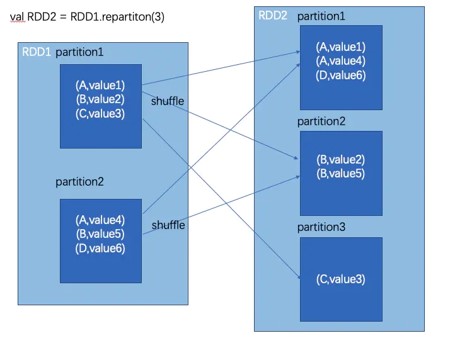 val RDD2 = RDD1.repartiton(3)
RDD1 partition1
(A,value1)
(B,value2)
(C,value3)
shuffle
partition2
(A,value4)
(B,value5)
(D,value6)
shuffle
RDD2 partition1
(A,value1)
(A,value4)
(D,value6)
partition2
(B,value2)
(B,value5)
partition3
(C,value3)